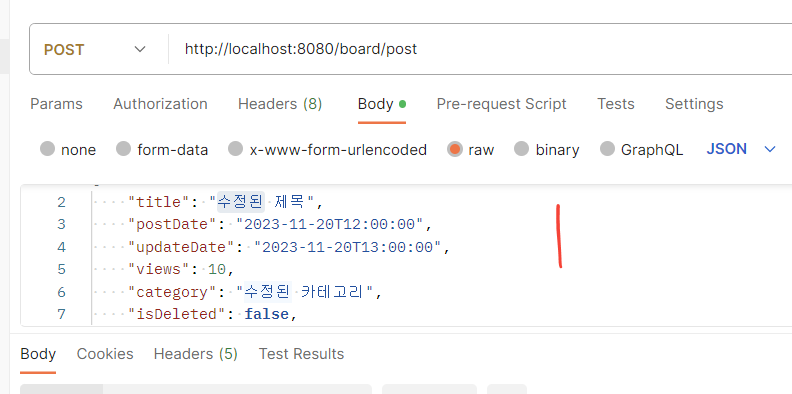 POST http://localhost:8080/board/post
Params Authorization Headers (8) Body Pre-request Script Tests Settings
none form-data x-www-form-urlencoded raw binary GraphQL JSON
2 "title": "수정된 제목",
3 "postDate": "2023-11-20T12:00:00",
4 "updateDate": "2023-11-20T13:00:00",
5 "views": 10,
6 "category": "수정된 카테고리",
7 "isDeleted": false,
Body Cookies Headers (5) Test Results